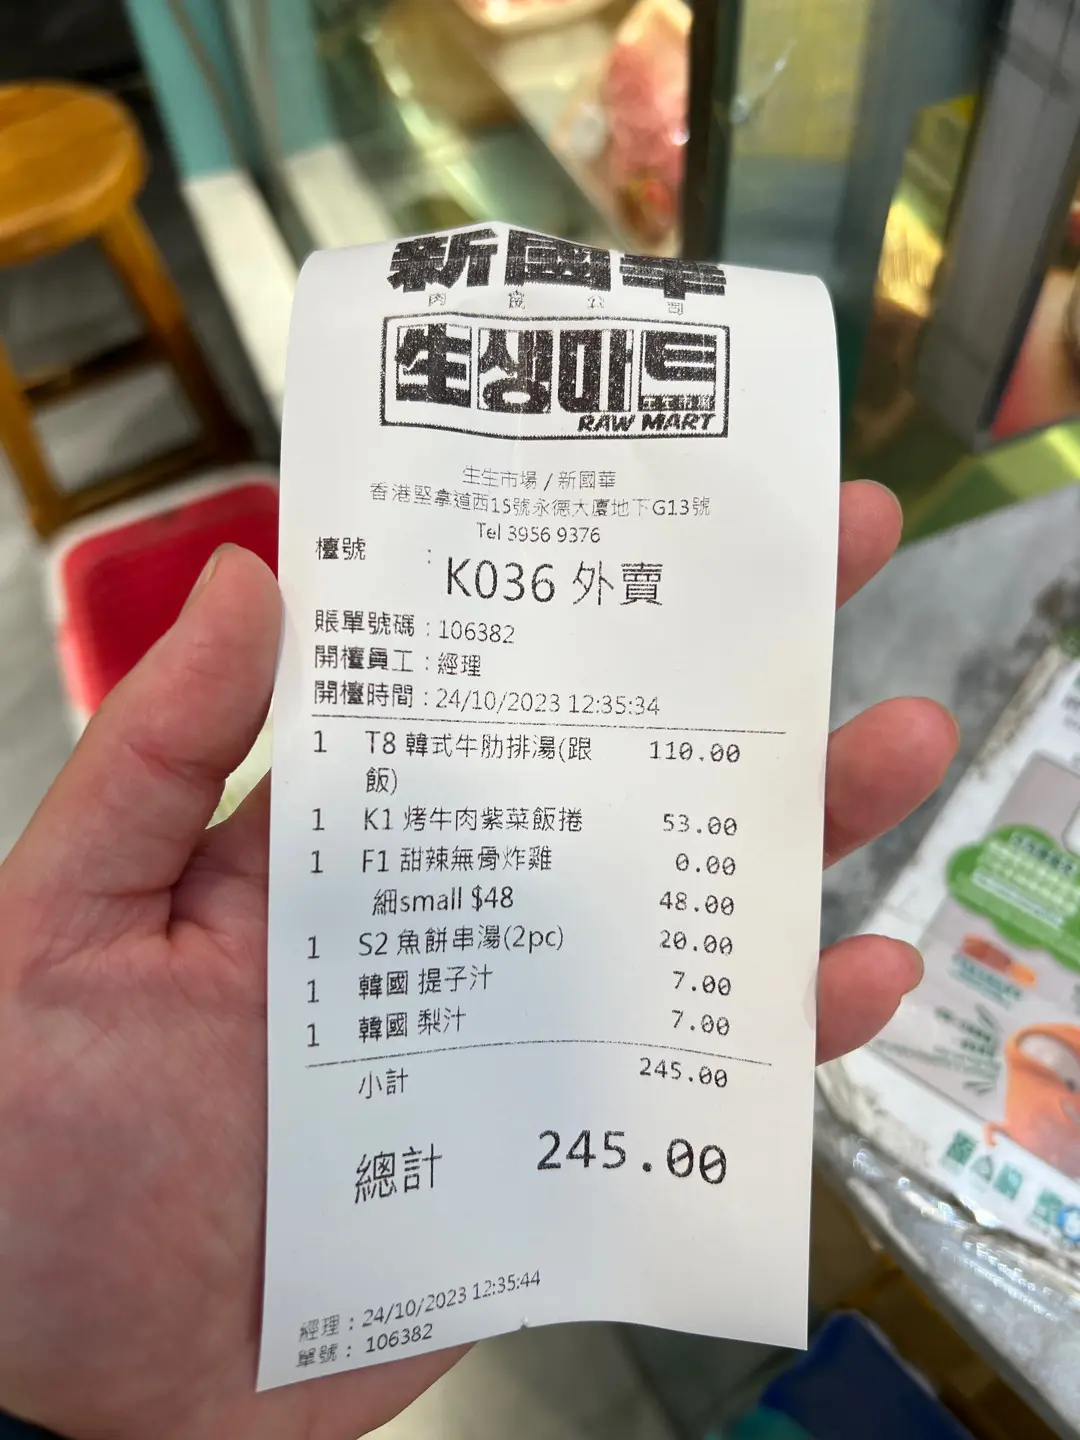 新國華
肉食公司
生생마트
RAW MART
生生市場 / 新國華
香港堅拿道西15號永德大廈地下G13號
Tel 3956 9376
檯號 :
K036 外賣
賬單號碼 : 106382
開檯員工 : 經理
開檯時間 : 24/10/2023 12:35:34
1 T8 韓式牛肋排湯(跟 110.00
飯)
1 K1 烤牛肉紫菜飯捲 53.00
1 F1 甜辣無骨炸雞 0.00
細small $48 48.00
1 S2 魚餅串湯(2pc) 20.00
1 韓國 提子汁 7.00
1 韓國 梨汁 7.00
小計 245.00
總計 245.00
經理 : 24/10/2023 12:35:44
單號 : 106382